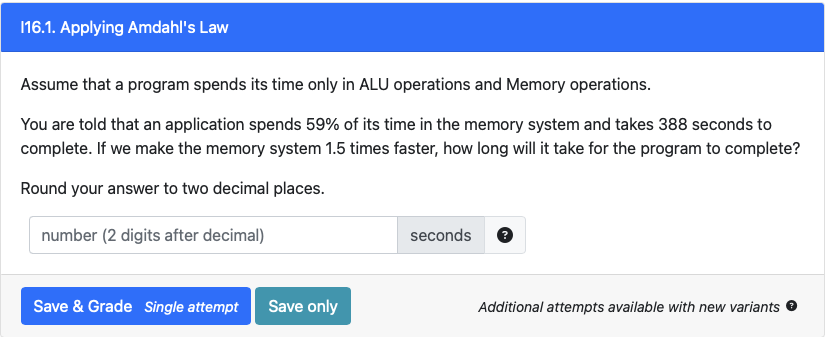 I16.1. Applying Amdahl's Law
Assume that a program spends its time only in ALU operations and Memory operations.
You are told that an application spends 59% of its time in the memory system and takes 388 seconds to
complete. If we make the memory system 1.5 times faster, how long will it take for the program to complete?
Round your answer to two decimal places.
number (2 digits after decimal) seconds ?
Save & Grade Single attempt Save only Additional attempts available with new variants ?